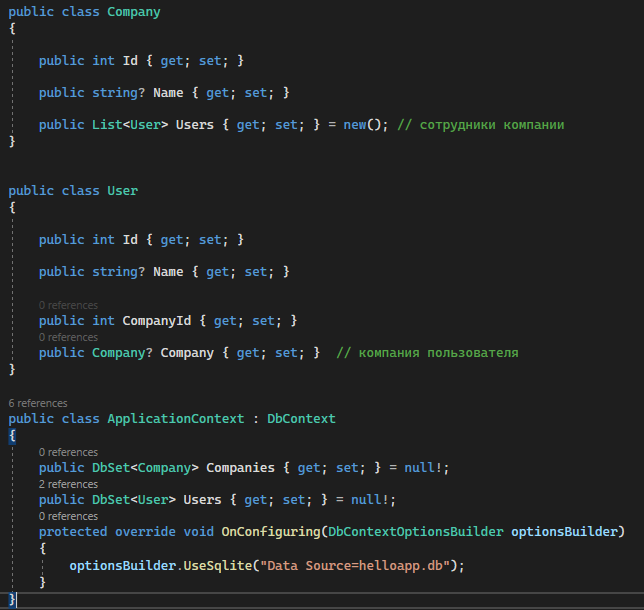 public class Company
{
public int Id { get; set; }
public string? Name { get; set; }
public List<User> Users { get; set; } = new(); // сотрудники компании
}
public class User
{
public int Id { get; set; }
public string? Name { get; set; }
0 references
public int CompanyId { get; set; }
0 references
public Company? Company { get; set; }  // компания пользователя
}
6 references
public class ApplicationContext : DbContext
{
0 references
public DbSet<Company> Companies { get; set; } = null!;
2 references
public DbSet<User> Users { get; set; } = null!;
0 references
protected override void OnConfiguring(DbContextOptionsBuilder optionsBuilder)
{
optionsBuilder.UseSqlite("Data Source=helloapp.db");
}
}